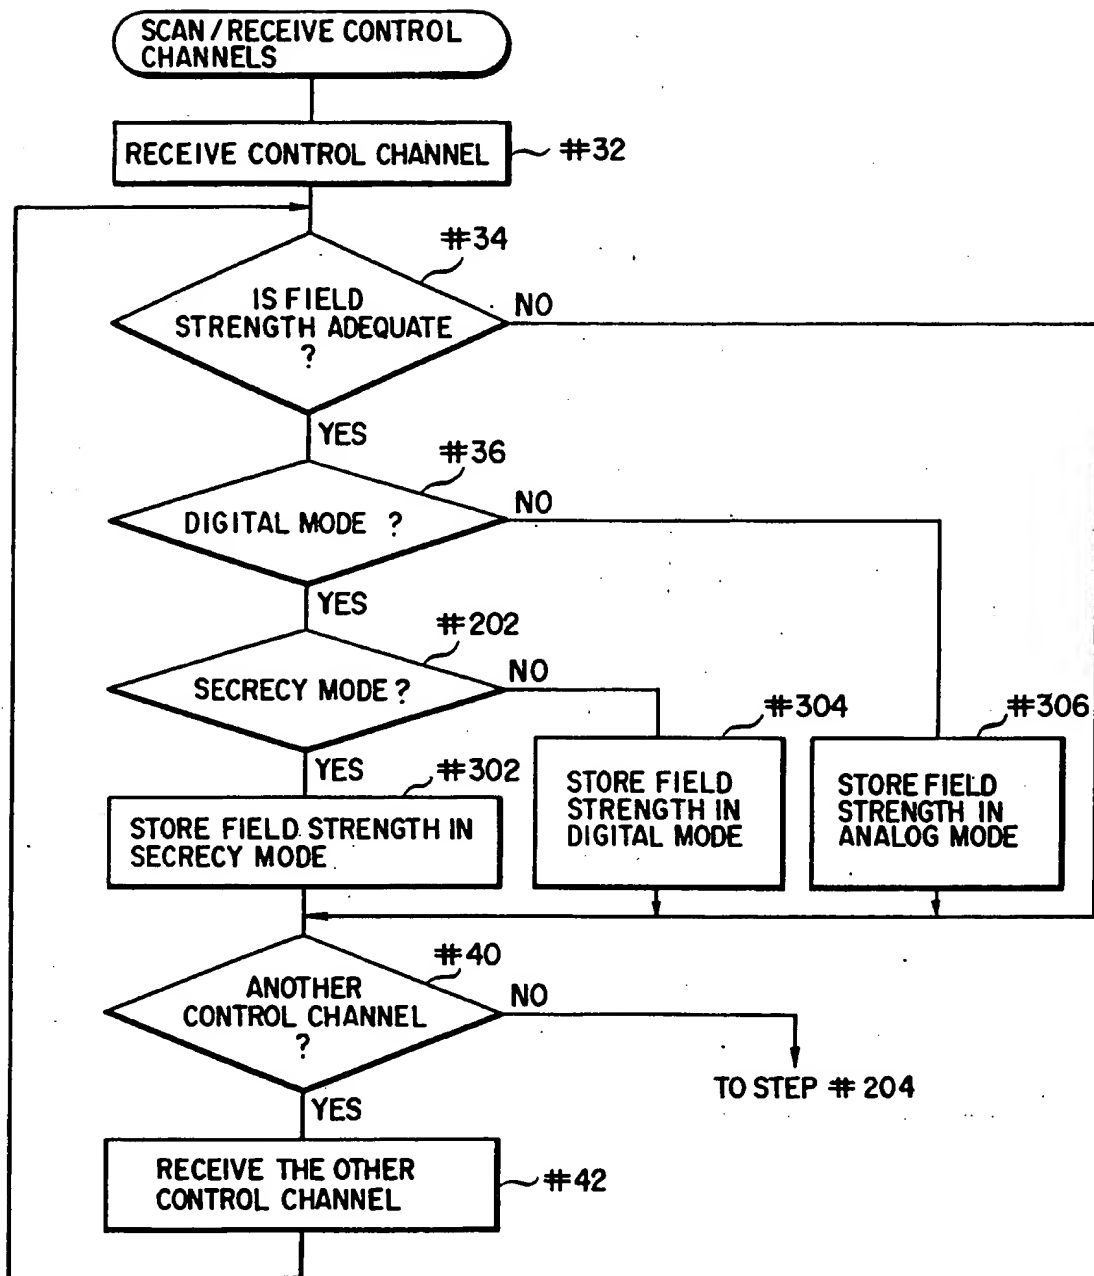 SCAN/RECEIVE CONTROL
CHANNELS
RECEIVE CONTROL CHANNEL
#32
#34
IS FIELD
STRENGTH ADEQUATE
?
NO
YES
#36
DIGITAL MODE ?
NO
YES
#202
SECRECY MODE?
NO
YES
#302
STORE FIELD STRENGTH IN
SECRECY MODE
#304
STORE FIELD
STRENGTH IN
DIGITAL MODE
#306
STORE FIELD
STRENGTH IN
ANALOG MODE
#40
ANOTHER
CONTROL CHANNEL
?
NO
TO STEP #204
YES
RECEIVE THE OTHER
CONTROL CHANNEL
#42